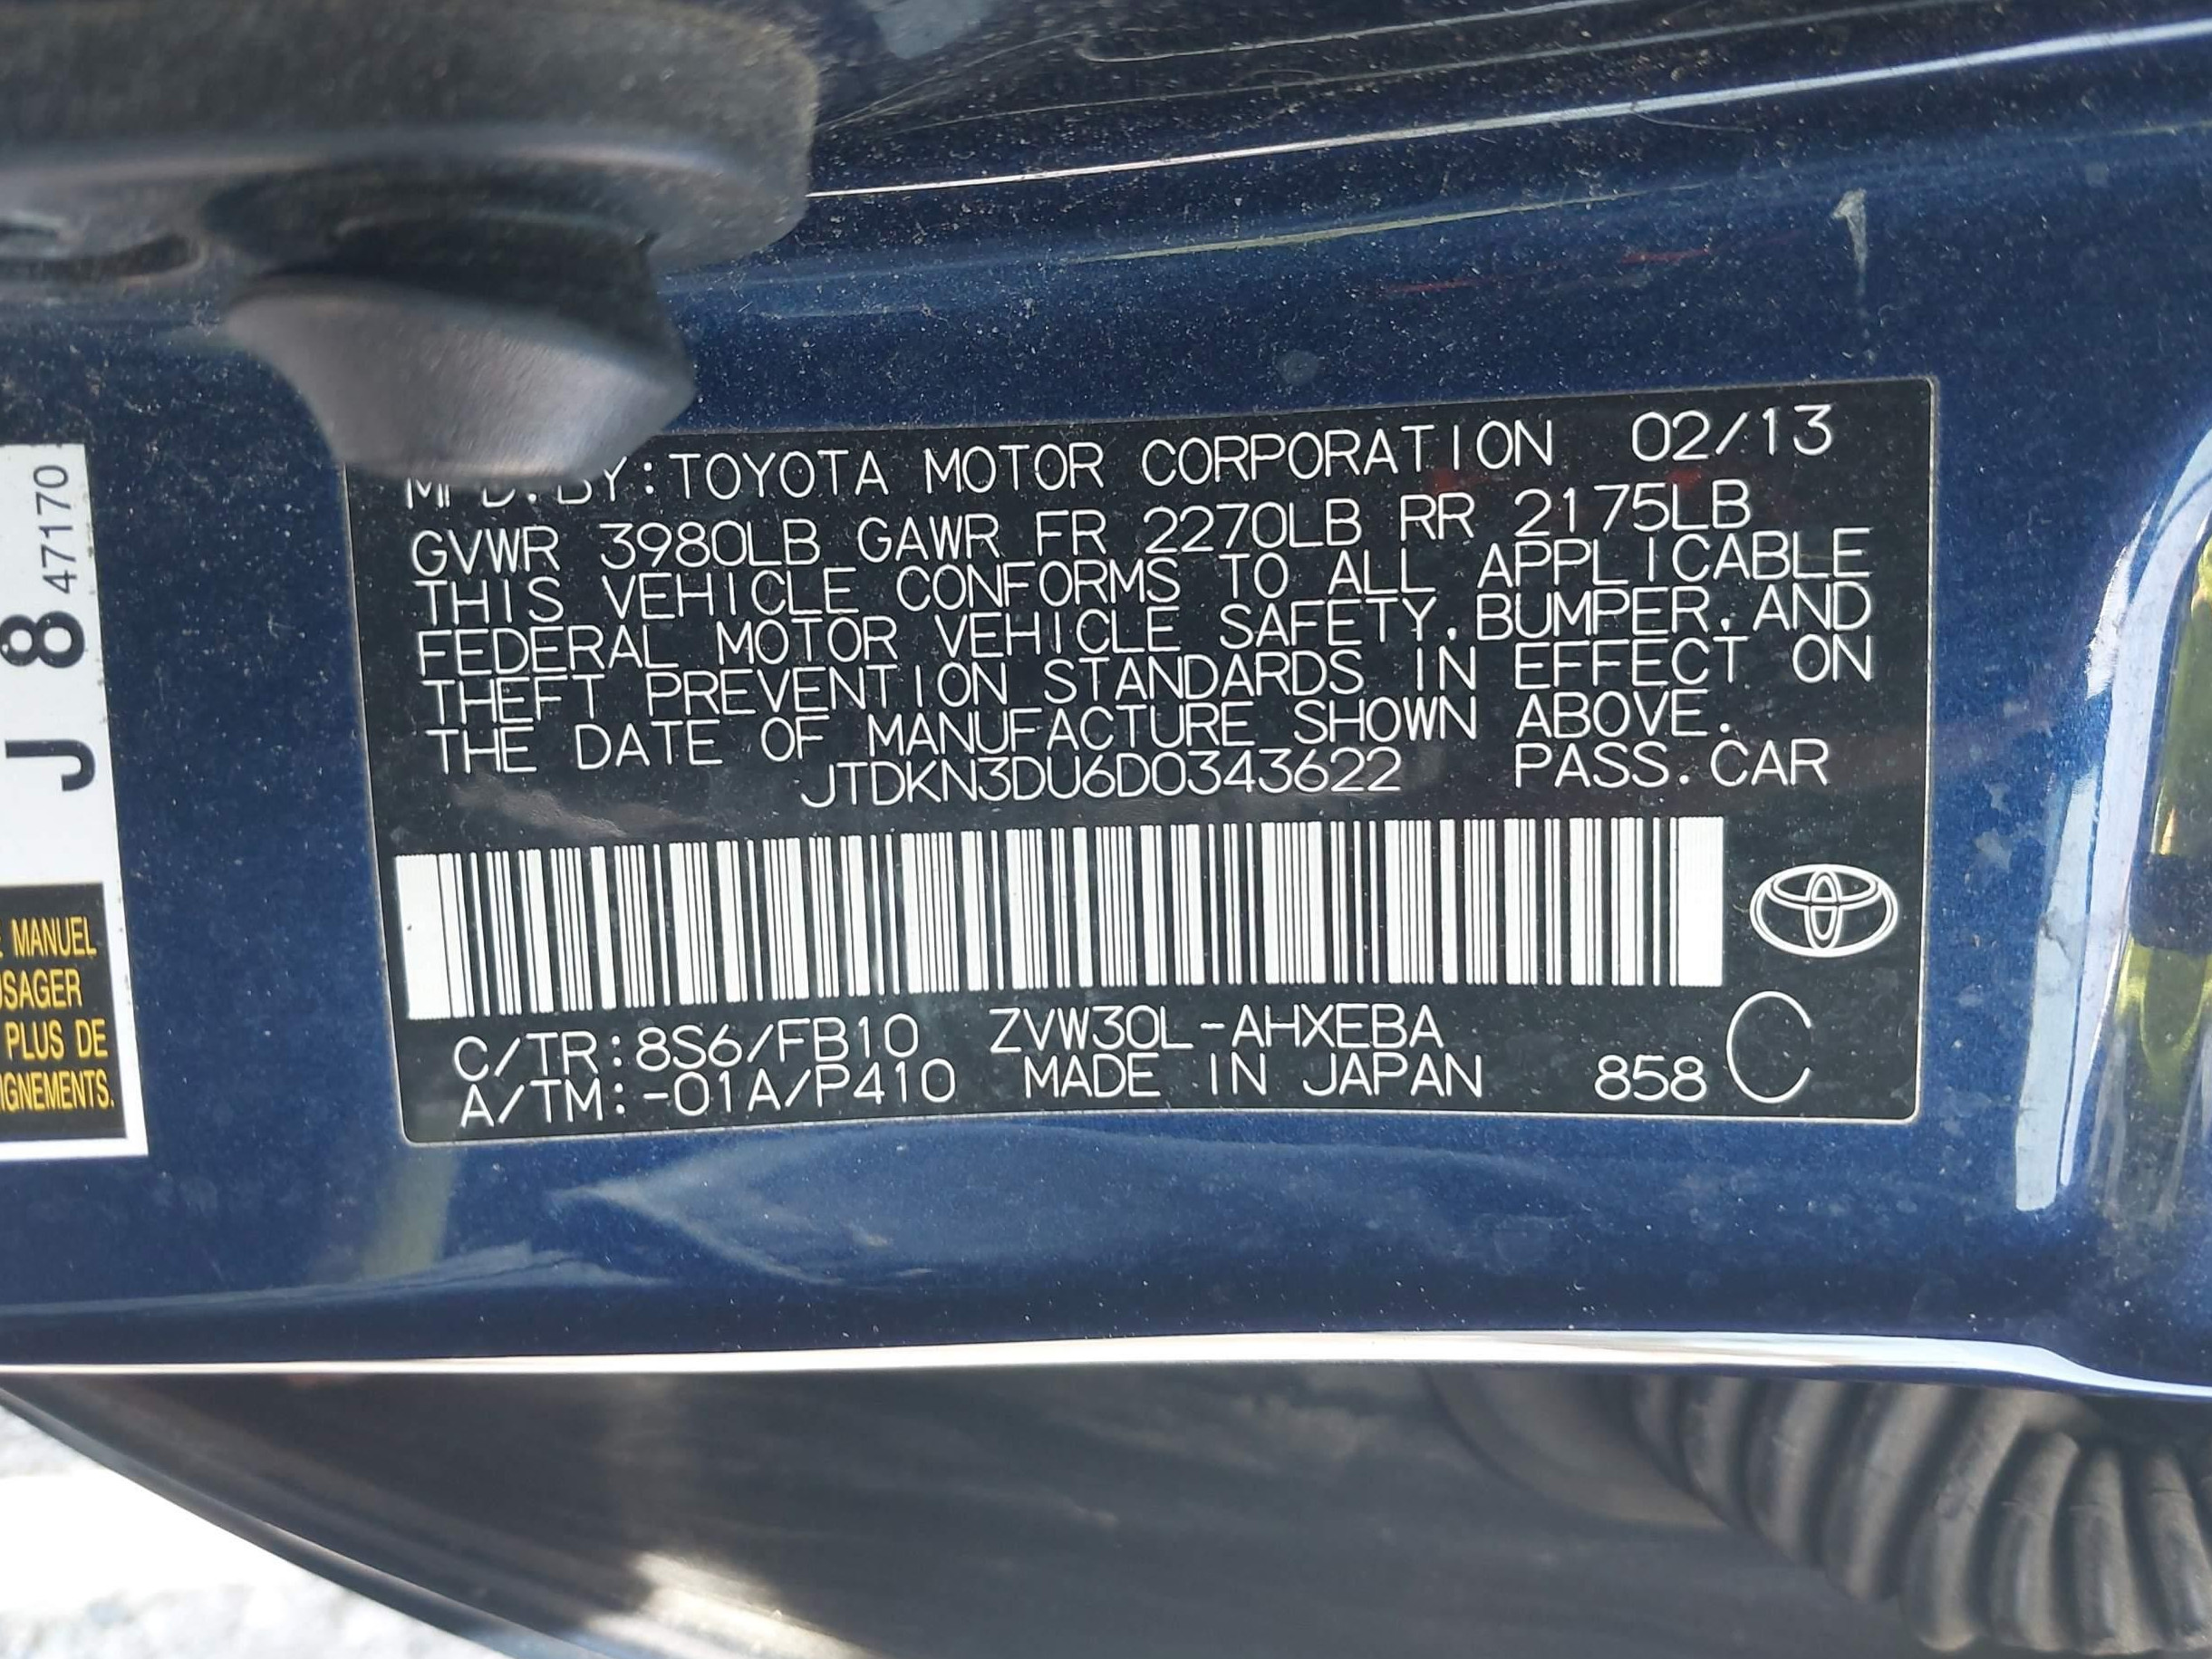 MFD. BY:TOYOTA MOTOR CORPORATION 02/13
GVWR 3980LB GAWR FR 2270LB RR 2175LB
THIS VEHICLE CONFORMS TO ALL APPLICABLE
FEDERAL MOTOR VEHICLE SAFETY, BUMPER, AND
THEFT PREVENTION STANDARDS IN EFFECT ON
THE DATE OF MANUFACTURE SHOWN ABOVE.
JTDKN3DU6D0343622 PASS. CAR
C/TR:8S6/FB10 ZVW30L-AHXEBA
A/TM:-01A/P410 MADE IN JAPAN 858 C
J 8 47170
MANUEL
USAGER
PLUS DE